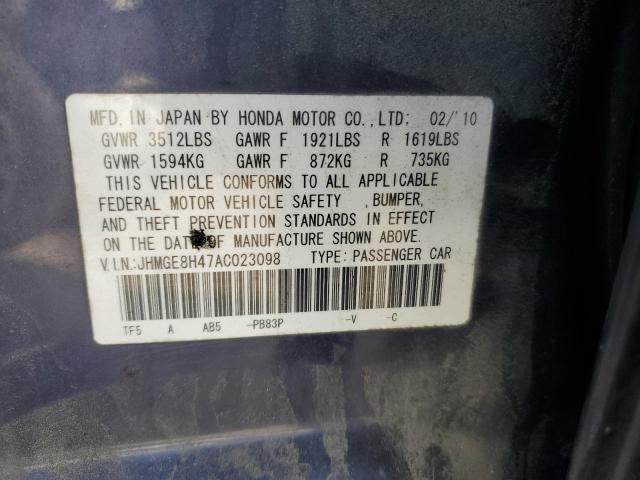 MFD. IN JAPAN BY HONDA MOTOR CO., LTD: 02/'10
GVWR 3512LBS GAWR F 1921LBS R 1619LBS
GVWR 1594KG GAWR F 872KG R 735KG
THIS VEHICLE CONFORMS TO ALL APPLICABLE
FEDERAL MOTOR VEHICLE SAFETY , BUMPER,
AND THEFT PREVENTION STANDARDS IN EFFECT
ON THE DATE OF MANUFACTURE SHOWN ABOVE.
V.I.N.:JHMGE8H47AC023098 TYPE: PASSENGER CAR
TF5 A AB5 -PB83P -V -C